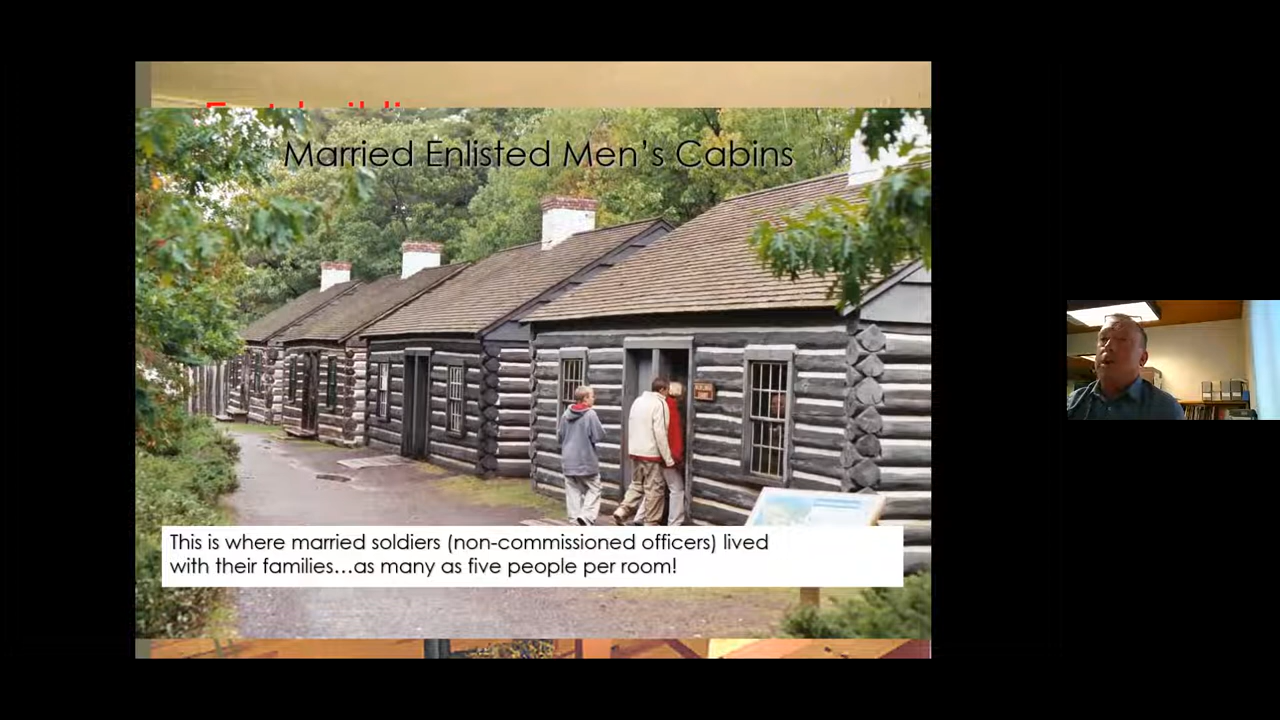 Married Enlisted Men's Cabins
This is where married soldiers (non-commissioned officers) lived
with their families...as many as five people per room!